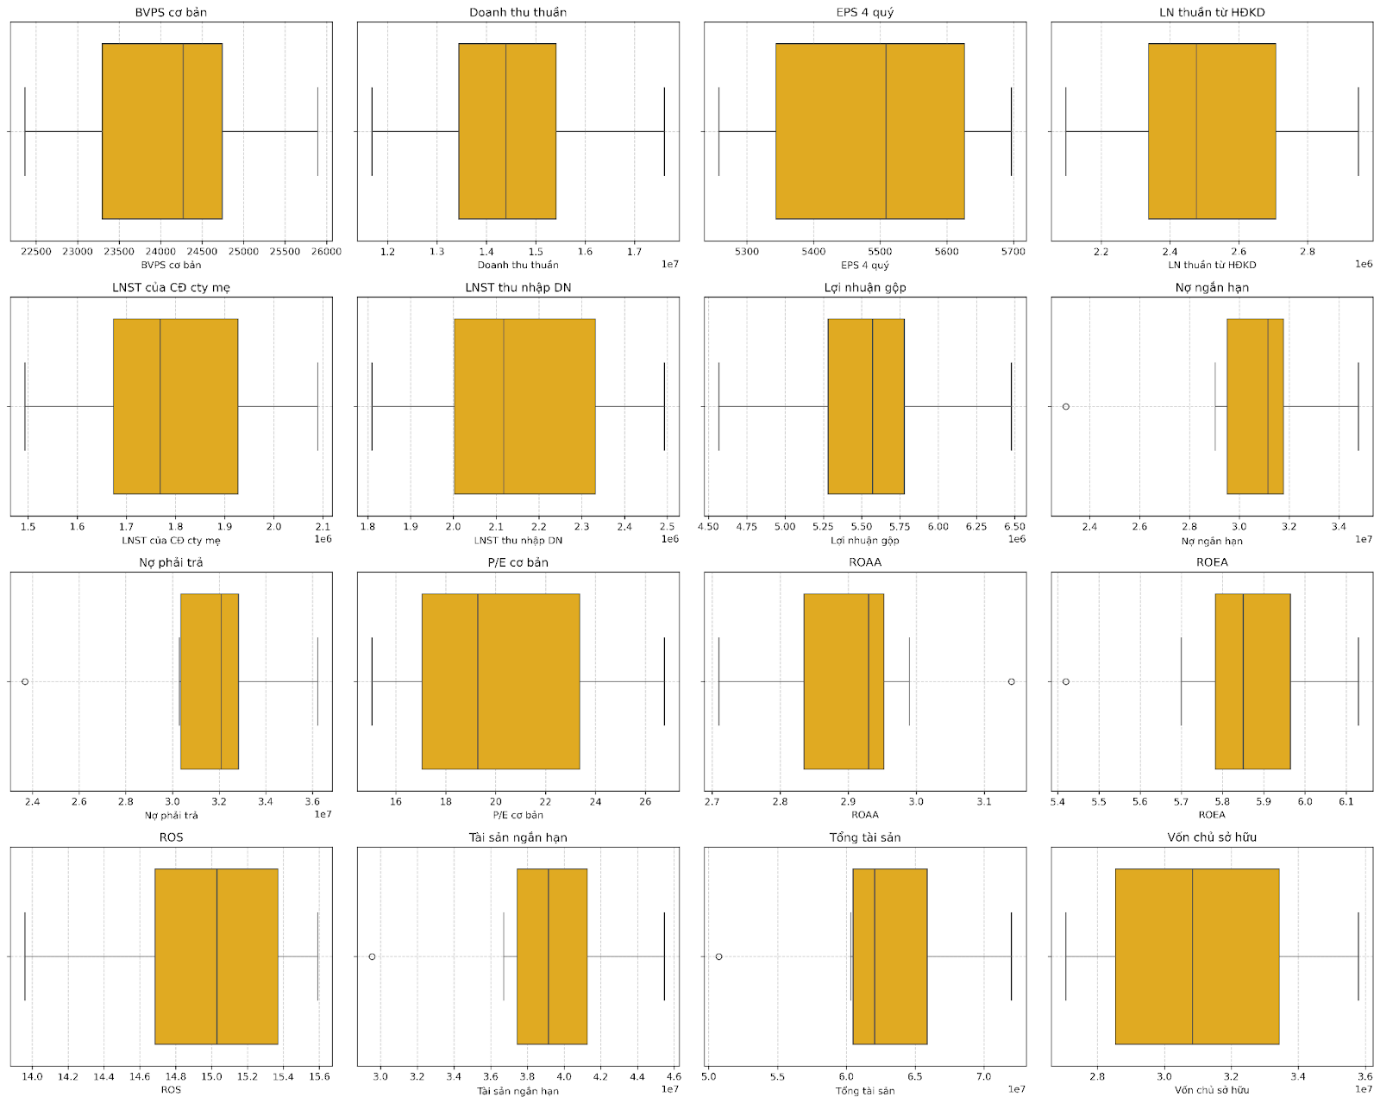 BVPS cơ bản
Doanh thu thuần
EPS 4 quý
LN thuần từ HĐKD
22500 23000 23500 24000 24500 25000 25500 26000
1.2 1.3 1.4 1.5 1.6 1.7
5300 5400 5500 5600 5700
2.2 2.4 2.6 2.8
1e7
1e6
BVPS cơ bản
Doanh thu thuần
EPS 4 quý
LN thuần từ HĐKD
LNST của CĐ cty mẹ
LNST thu nhập DN
Lợi nhuận gộp
Nợ ngắn hạn
1.5 1.6 1.7 1.8 1.9 2.0 2.1
1.8 1.9 2.0 2.1 2.2 2.3 2.4 2.5
4.50 4.75 5.00 5.25 5.50 5.75 6.00 6.25 6.50
2.4 2.6 2.8 3.0 3.2 3.4
1e6
1e6
1e6
1e7
LNST của CĐ cty mẹ
LNST thu nhập DN
Lợi nhuận gộp
Nợ ngắn hạn
Nợ phải trả
P/E cơ bản
ROAA
ROEA
2.4 2.6 2.8 3.0 3.2 3.4 3.6
16 18 20 22 24 26
2.7 2.8 2.9 3.0 3.1
5.4 5.5 5.6 5.7 5.8 5.9 6.0 6.1
1e7
Nợ phải trả
P/E cơ bản
ROAA
ROEA
ROS
Tài sản ngắn hạn
Tổng tài sản
Vốn chủ sở hữu
14.0 14.2 14.4 14.6 14.8 15.0 15.2 15.4 15.6
3.0 3.2 3.4 3.6 3.8 4.0 4.2 4.4 4.6
5.0 5.5 6.0 6.5 7.0
2.8 3.0 3.2 3.4 3.6
1e7
1e7
1e7
ROS
Tài sản ngắn hạn
Tổng tài sản
Vốn chủ sở hữu